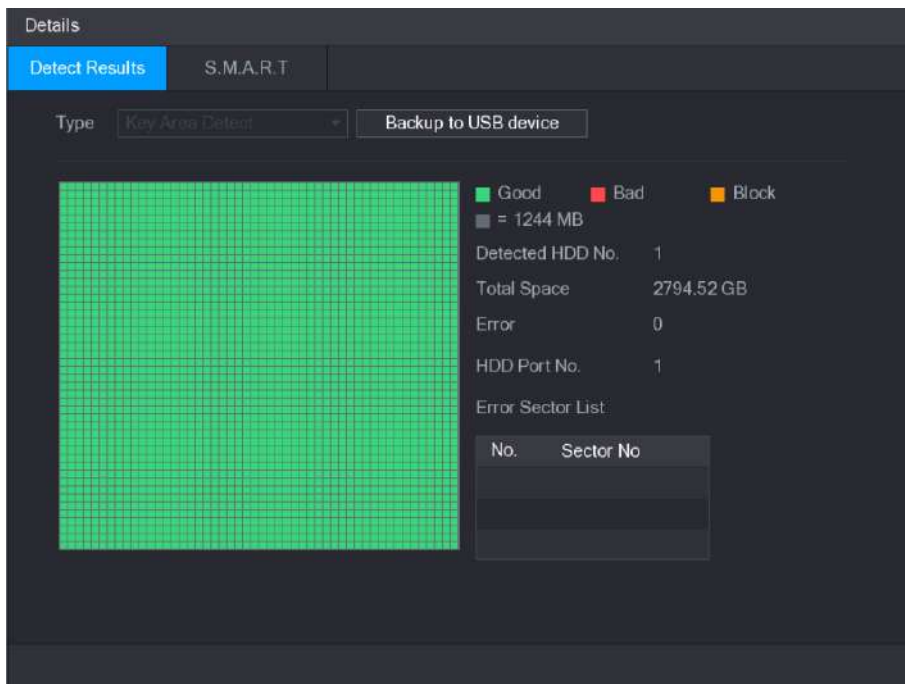 Details
Detect Results S.M.A.R.T
Type Key Area Detect Backup to USB device
Good Bad Block
= 1244 MB
Detected HDD No. 1
Total Space 2794.52 GB
Error 0
HDD Port No. 1
Error Sector List
No. Sector No